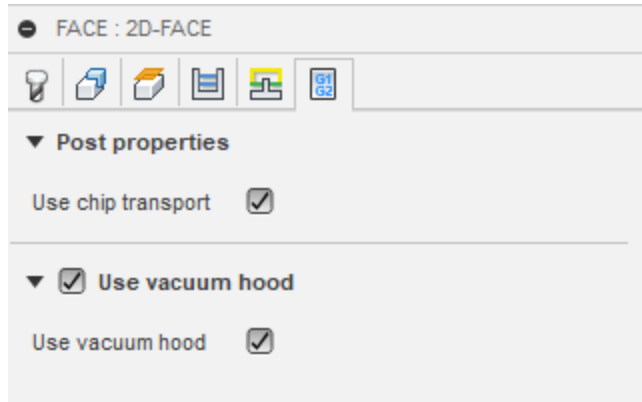 FACE : 2D-FACE
G1
G2
Post properties
Use chip transport
Use vacuum hood
Use vacuum hood